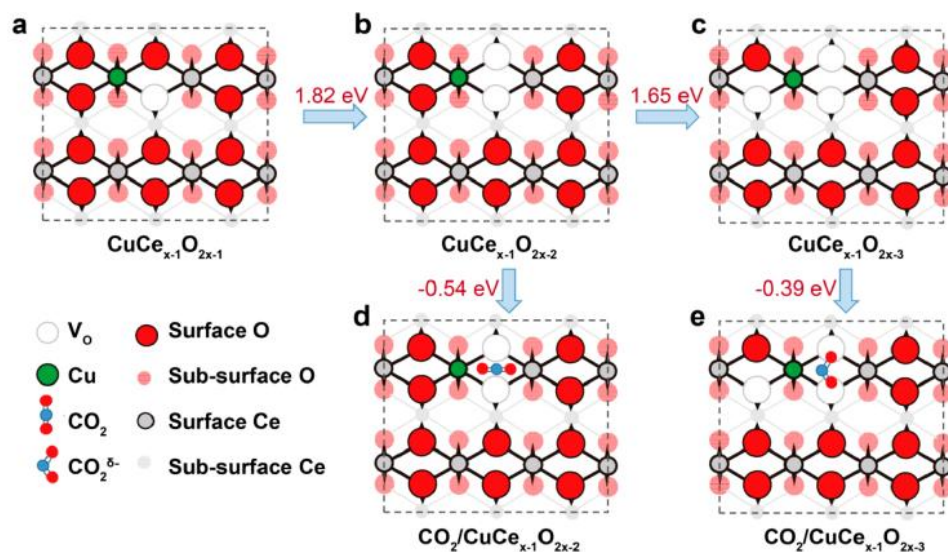 a
b
c
1.82 eV
1.65 eV
CuCeₓ₋₁O₂ₓ₋₁
CuCeₓ₋₁O₂ₓ₋₂
CuCeₓ₋₁O₂ₓ₋₃
-0.54 eV
-0.39 eV
d
e
Vₒ
Surface O
Cu
Sub-surface O
CO₂
Surface Ce
CO₂^δ-
Sub-surface Ce
CO₂/CuCeₓ₋₁O₂ₓ₋₂
CO₂/CuCeₓ₋₁O₂ₓ₋₃